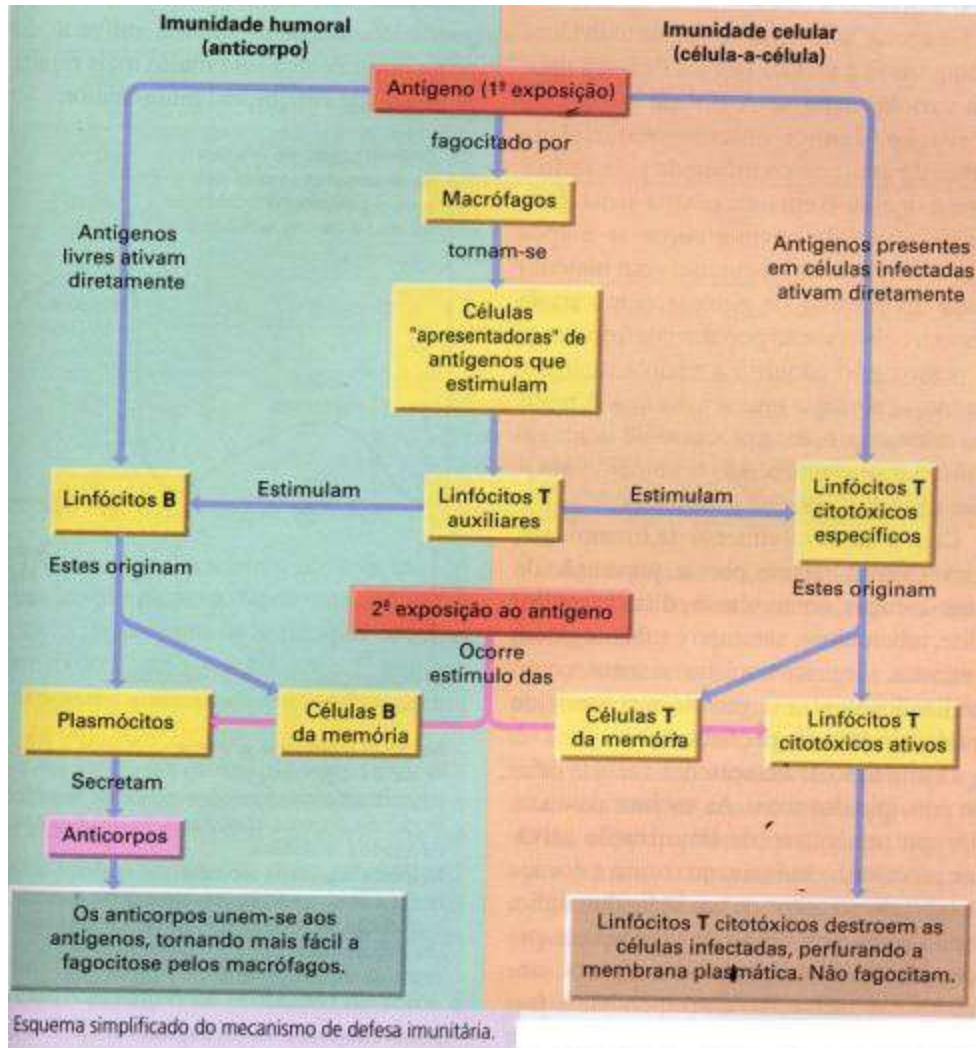 Imunidade humoral
(anticorpo)
Imunidade celular
(célula-a-célula)
Antígeno (1ª exposição)
fagocitado por
Macrófagos
tornam-se
Antígenos
livres ativam
diretamente
Antígenos presentes
em células infectadas
ativam diretamente
Células
"apresentadoras" de
antígenos que
estimulam
Linfócitos B
Estimulam
Linfócitos T
auxiliares
Estimulam
Linfócitos T
citotóxicos
específicos
Estes originam
Estes originam
2ª exposição ao antígeno
Ocorre
estímulo das
Plasmócitos
Células B
da memória
Células T
da memória
Linfócitos T
citotóxicos ativos
Secretam
Anticorpos
Os anticorpos unem-se aos
antígenos, tornando mais fácil a
fagocitose pelos macrófagos.
Linfócitos T citotóxicos destroem as
células infectadas, perfurando a
membrana plasmática. Não fagocitam.
Esquema simplificado do mecanismo de defesa imunitária.